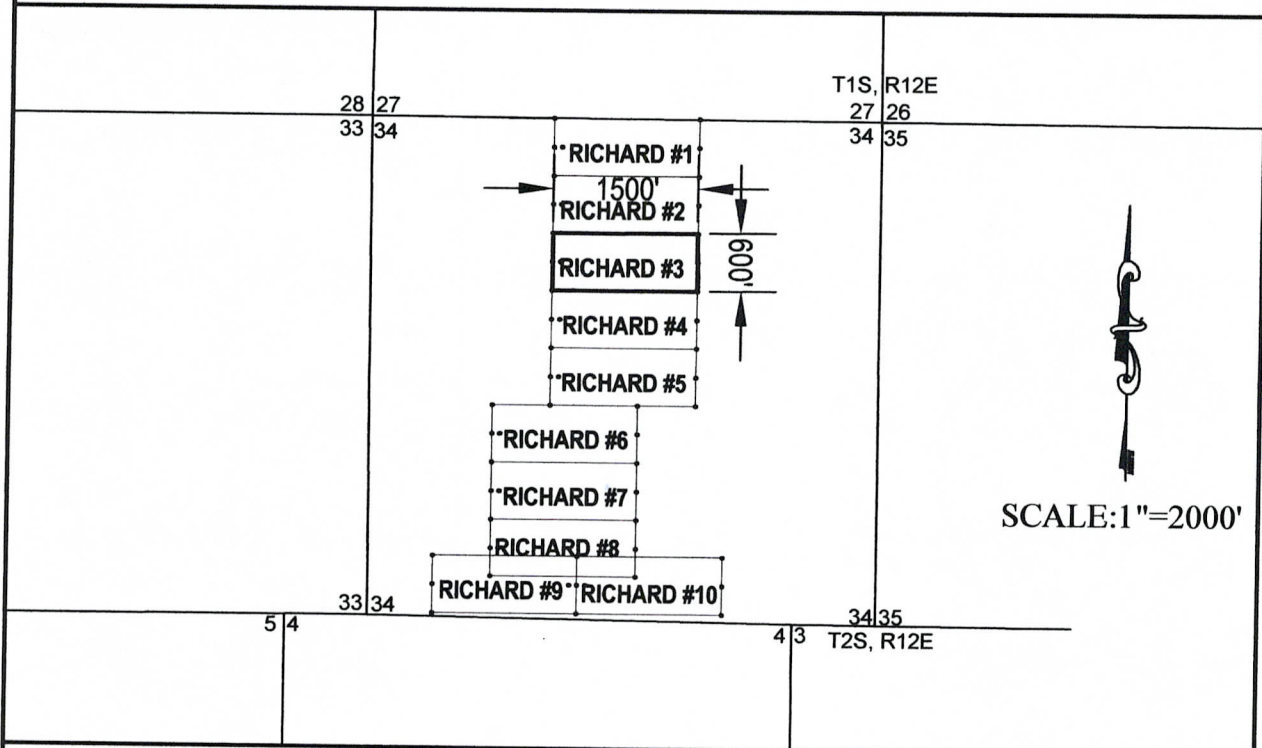 T1S, R12E
28 27
27 26
33 34
34 35
RICHARD #1
1500'
RICHARD #2
600'
RICHARD #3
RICHARD #4
RICHARD #5
RICHARD #6
RICHARD #7
SCALE:1"=2000'
RICHARD #8
RICHARD #9
RICHARD #10
33 34
34 35
5 4
4 3
T2S, R12E